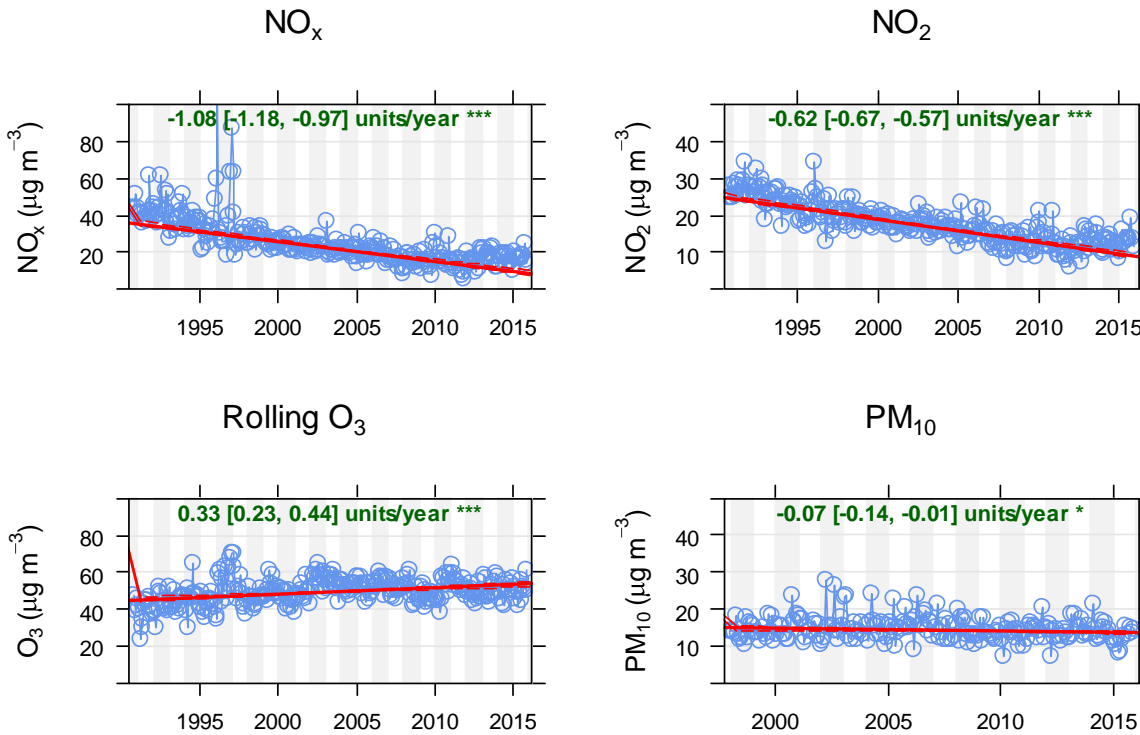 NOx
NO2
-1.08 [-1.18, -0.97] units/year ***
-0.62 [-0.67, -0.57] units/year ***
NOx (μg m−3)
80
60
40
20
NO2 (μg m−3)
40
30
20
10
1995 2000 2005 2010 2015
1995 2000 2005 2010 2015
Rolling O3
PM10
0.33 [0.23, 0.44] units/year ***
-0.07 [-0.14, -0.01] units/year *
O3 (μg m−3)
80
60
40
20
PM10 (μg m−3)
40
30
20
10
1995 2000 2005 2010 2015
2000 2005 2010 2015